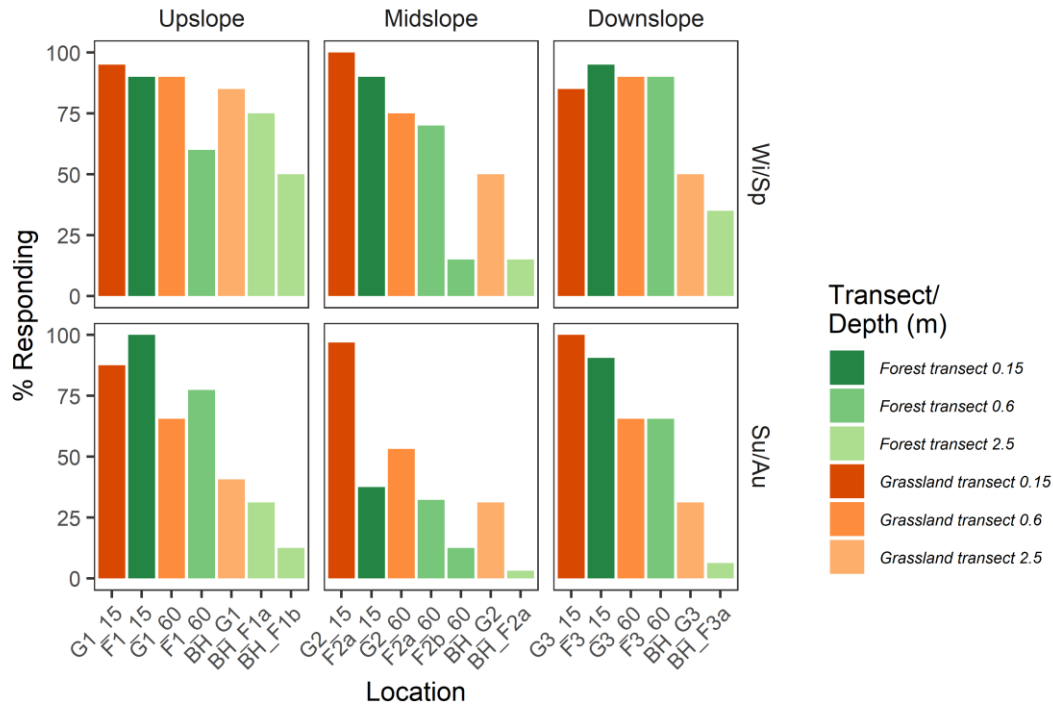 Upslope
Midslope
Downslope
% Responding
100
75
50
25
0
Wi/Sp
100
75
50
25
0
Su/Au
G1_15
F1_15
G1_60
F1_60
BH_G1
BH_F1a
BH_F1b
G2_15
F2a_15
G2_60
F2a_60
F2b_60
BH_G2
BH_F2a
G3_15
F3_15
G3_60
F3_60
BH_G3
BH_F3a
Location
Transect/
Depth (m)
Forest transect 0.15
Forest transect 0.6
Forest transect 2.5
Grassland transect 0.15
Grassland transect 0.6
Grassland transect 2.5